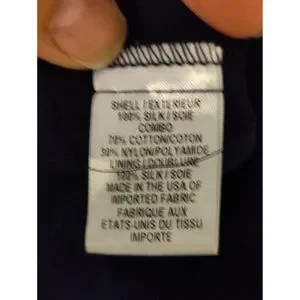 SHELL / EXTERIEUR
100% SILK / SOIE
COMBO
70% COTTON/COTON
30% NYLON/POLYAMIDE
LINING / DOUBLURE
100% SILK / SOIE
MADE IN THE USA OF
IMPORTED FABRIC
FABRIQUE AUX
ETATS-UNIS DU TISSU
IMPORTE